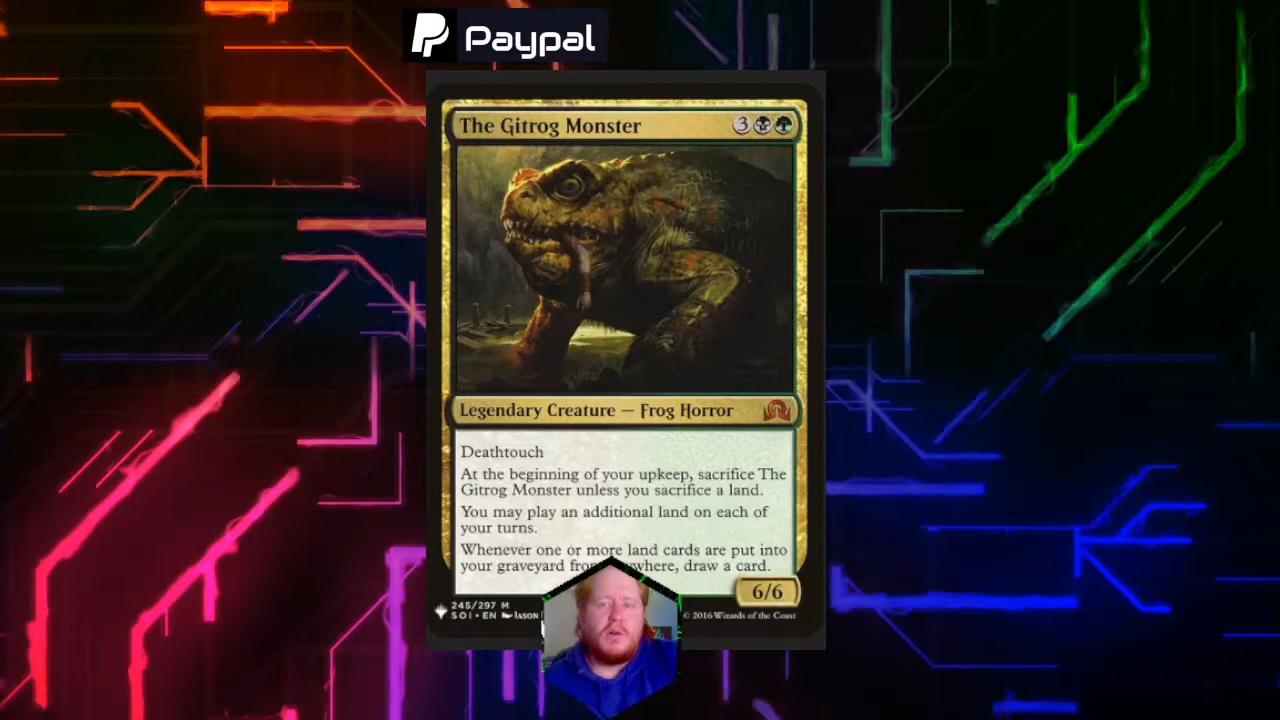 Paypal
The Gitrog Monster 3
Legendary Creature — Frog Horror
Deathtouch
At the beginning of your upkeep, sacrifice The
Gitrog Monster unless you sacrifice a land.
You may play an additional land on each of
your turns.
Whenever one or more land cards are put into
your graveyard from where, draw a card.
6/6
245/297 M
SOI • EN JASON
© 2016 Wizards of the Coast